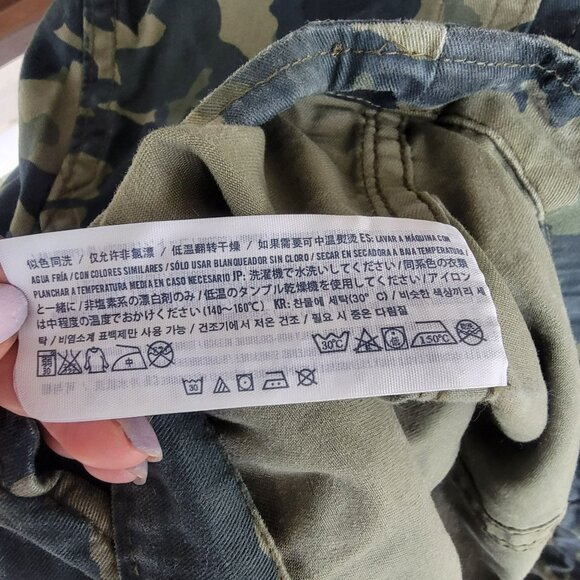 似色同洗 / 仅允许非氯漂 / 低温翻转干燥 / 如果需要可中温熨烫 ES: LAVAR A MÁQUINA CON
AGUA FRÍA / CON COLORES SIMILARES / SÓLO USAR BLANQUEADOR SIN CLORO / SECAR EN SECADORA A BAJA TEMPERATURA /
PLANCHAR A TEMPERATURA MEDIA EN CASO NECESARIO JP: 洗濯機で水洗いしてください / 同系色の衣類
と一緒に / 非塩素系の漂白剤のみ / 低温のタンブル乾燥機を使用してください / アイロン
は中程度の温度でおかけください (140〜160℃) KR: 찬물에 세탁(30° C) / 비슷한 색상끼리 세
탁 / 비염소계 표백제만 사용 가능 / 건조기에서 저온 건조 / 필요 시 중온 다림질
中
30℃
150℃
30